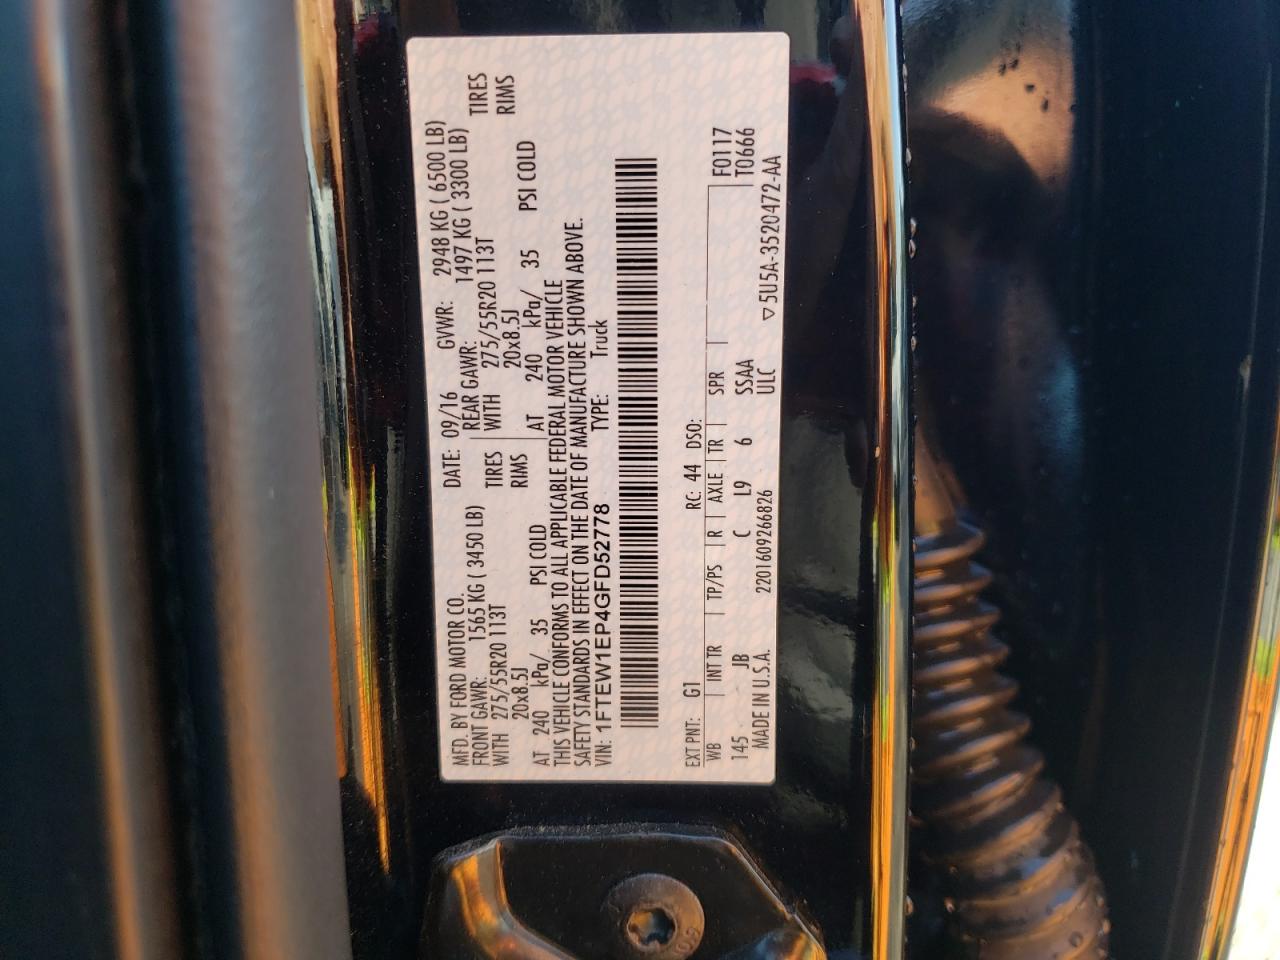 MFD. BY FORD MOTOR CO.
DATE: 09/16 GVWR: 2948 KG ( 6500 LB)
FRONT GAWR: 1565 KG ( 3450 LB) REAR GAWR: 1497 KG ( 3300 LB)
WITH 275/55R20 113T TIRES WITH 275/55R20 113T TIRES
20x8.5J RIMS 20x8.5J RIMS
AT 240 kPa/ 35 PSI COLD AT 240 kPa/ 35 PSI COLD
THIS VEHICLE CONFORMS TO ALL APPLICABLE FEDERAL MOTOR VEHICLE
SAFETY STANDARDS IN EFFECT ON THE DATE OF MANUFACTURE SHOWN ABOVE.
VIN: 1FTEW1EP4GFD52778 TYPE: Truck
EXT PNT: G1 RC: 44 DSO:
WB INT TR TP/PS R AXLE TR SPR F0117
145 JB C L9 6 SSAA T0666
MADE IN U.S.A. 2201609266826 ULC ▽5U5A-3520472-AA